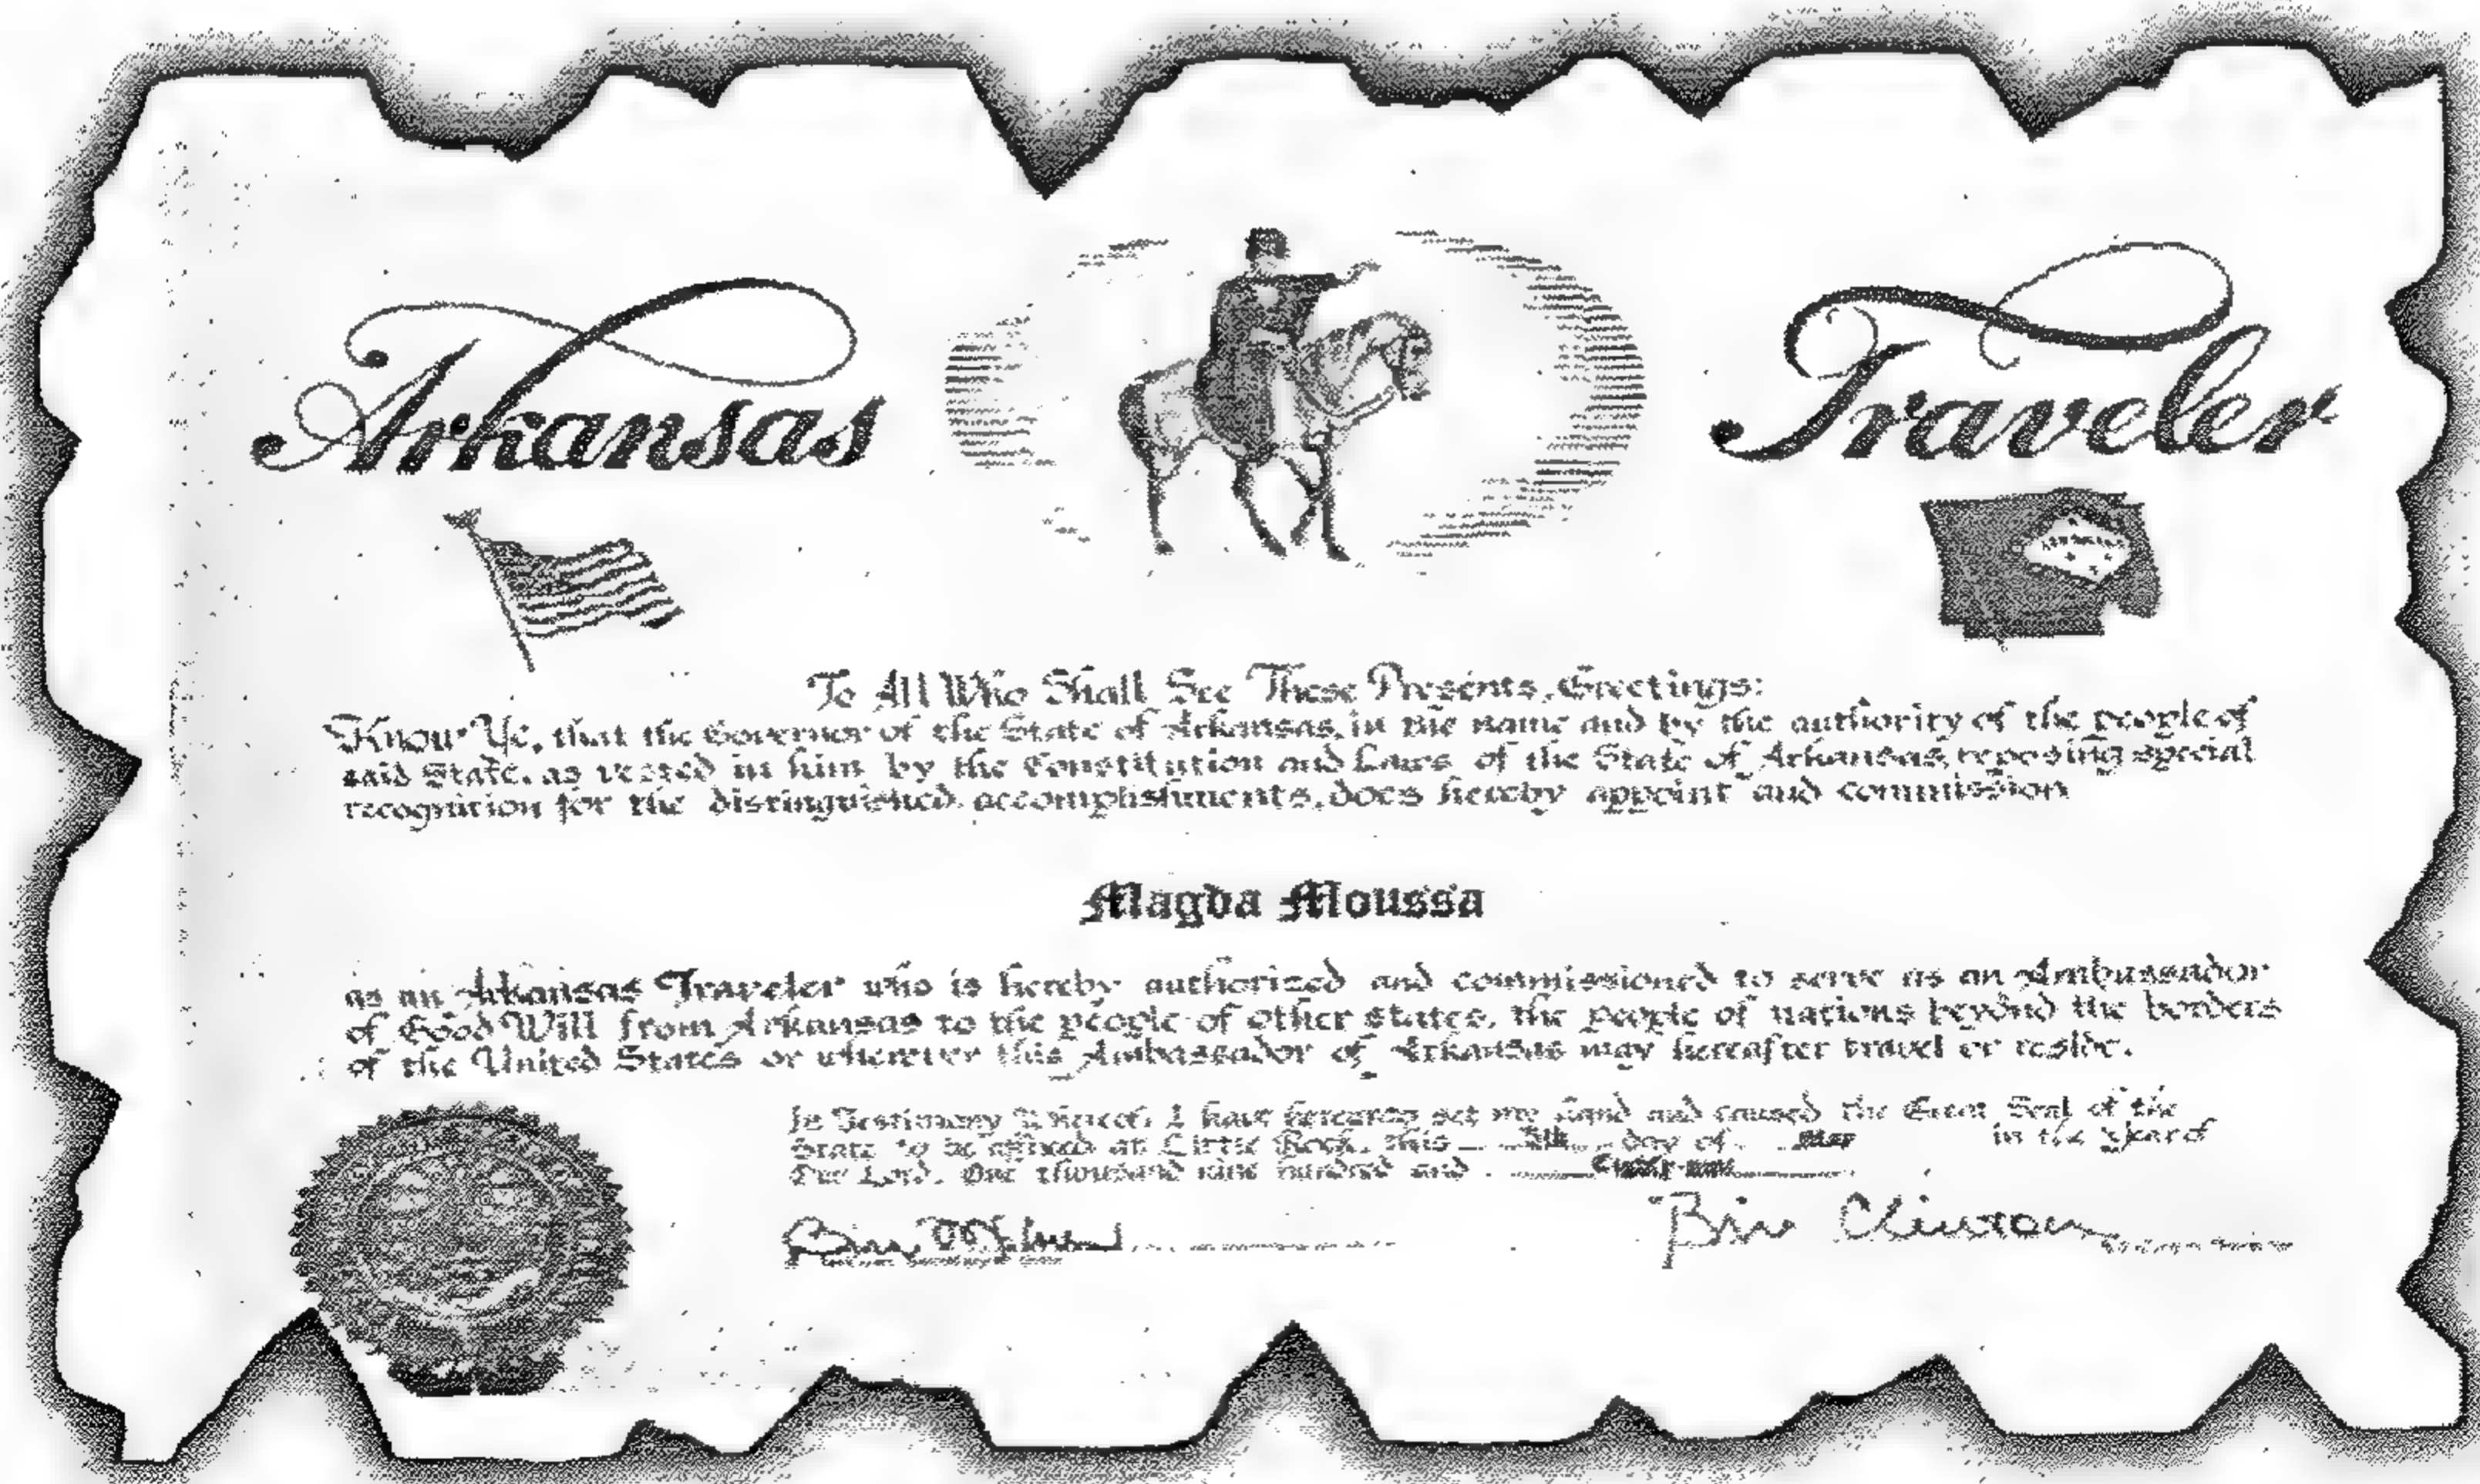 Arkansas Traveler
To All Who Shall See These Presents, Greetings:
Know Ye, that the Governor of the State of Arkansas, in the name and by the authority of the people of
said State, as vested in him by the Constitution and Laws of the State of Arkansas, reposing special
recognition for the distinguished accomplishments, does hereby appoint and commission
Magda Moussa
as an Arkansas Traveler who is hereby authorized and commissioned to serve as an Ambassador
of Good Will from Arkansas to the people of other states, the people of nations beyond the borders
of the United States or wherever this Ambassador of Arkansas may hereafter travel or reside.
In Testimony Whereof, I have hereunto set my hand and caused the Great Seal of the
State to be affixed at Little Rock, this day of May in the year of
Our Lord, One thousand nine hundred and
Bill Clinton